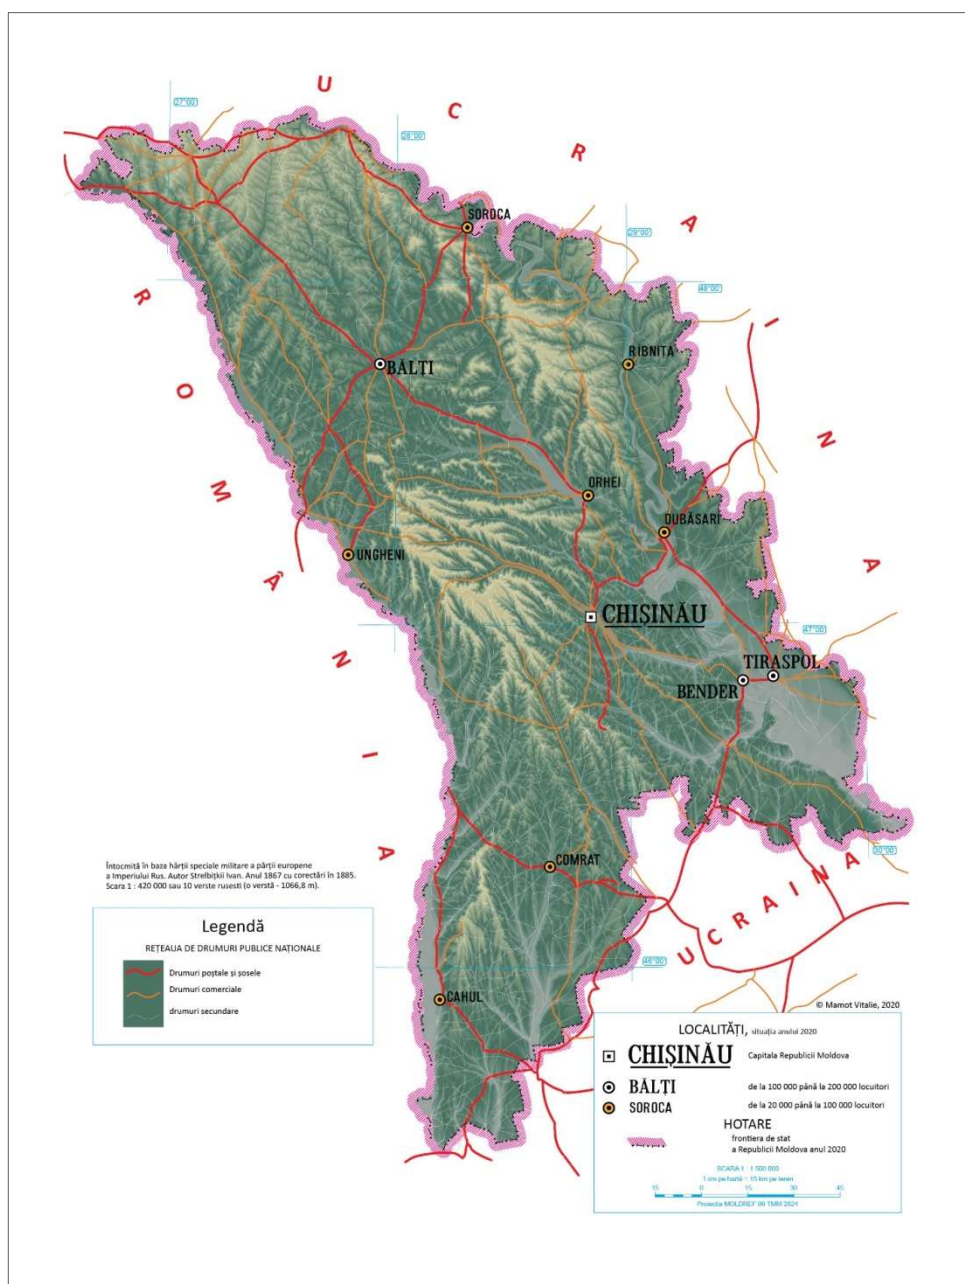 UCRAINA
27°00'
28°00'
SOROCA
29°00'
48°00'
ROMÂNIA
RÎBNIȚA
BĂLȚI
ORHEI
DUBĂSARI
UNGHENI
CHIȘINĂU
47°00'
TIRASPOL
BENDER
30°00'
COMRAT
UCRAINA
46°00'
CAHUL
Întocmită în baza hărții speciale militare a părții europene
a Imperiului Rus. Autor Strelbițkii Ivan. Anul 1867 cu corectări în 1885.
Scara 1 : 420 000 sau 10 verste rusesti (o verstă - 1066,8 m).
Legendă
REȚEAUA DE DRUMURI PUBLICE NAȚIONALE
Drumuri poștale și șosele
Drumuri comerciale
drumuri secundare
© Mamot Vitalie, 2020
LOCALITĂȚI, situația anului 2020
CHIȘINĂU Capitala Republicii Moldova
BĂLȚI de la 100 000 până la 200 000 locuitori
SOROCA de la 20 000 până la 100 000 locuitori
HOTARE
frontiera de stat
a Republicii Moldova anul 2020
SCARA 1 : 1 500 000
1 cm pe hartă = 15 km pe teren
15 0 15 30 45
Proiecția MOLDREF 99 TMM 2824